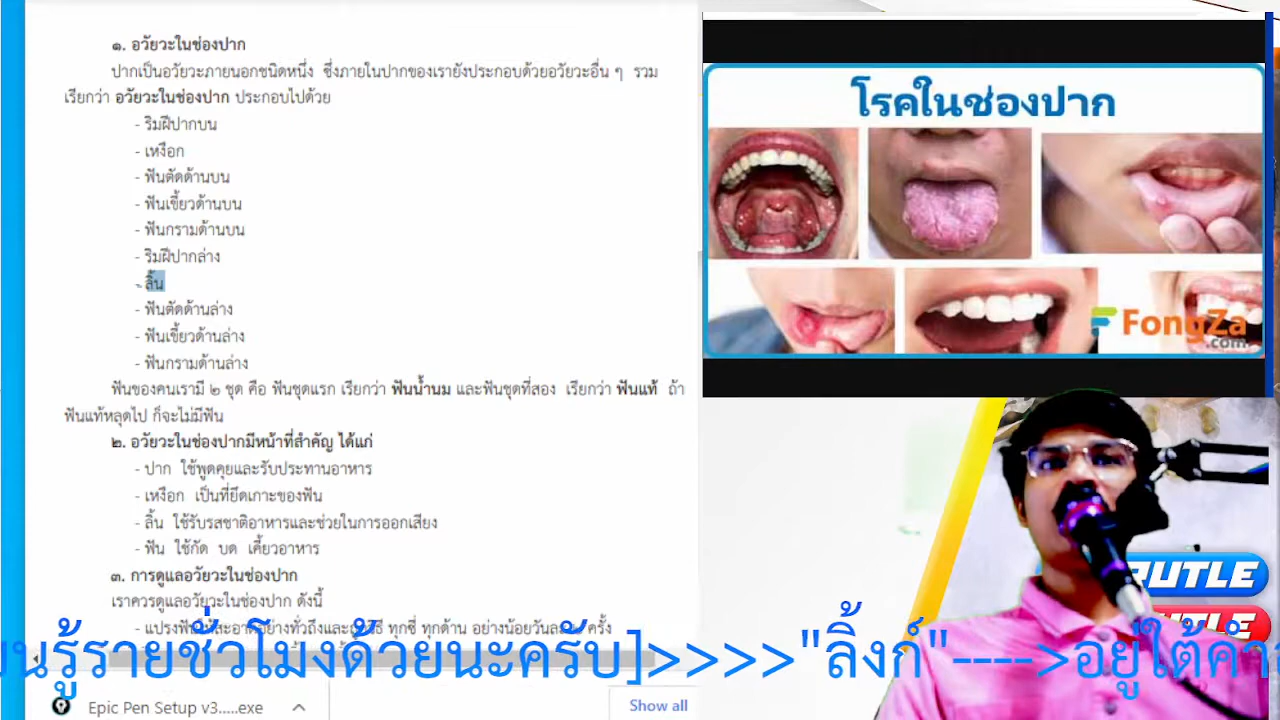 ๑. อวัยวะในช่องปาก
ปากเป็นอวัยวะภายนอกชนิดหนึ่ง ซึ่งภายในปากของเรายังประกอบด้วยอวัยวะอื่น ๆ รวม
เรียกว่า อวัยวะในช่องปาก ประกอบไปด้วย
- ริมฝีปากบน
- เหงือก
- ฟันตัดด้านบน
- ฟันเขี้ยวด้านบน
- ฟันกรามด้านบน
- ริมฝีปากล่าง
- ลิ้น
- ฟันตัดด้านล่าง
- ฟันเขี้ยวด้านล่าง
- ฟันกรามด้านล่าง
ฟันของคนเรามี ๒ ชุด คือ ฟันชุดแรก เรียกว่า ฟันน้ำนม และฟันชุดที่สอง เรียกว่า ฟันแท้ ถ้า
ฟันแท้หลุดไป ก็จะไม่มีฟัน
๒. อวัยวะในช่องปากมีหน้าที่สำคัญ ได้แก่
- ปาก ใช้พูดคุยและรับประทานอาหาร
- เหงือก เป็นที่ยึดเกาะของฟัน
- ลิ้น ใช้รับรสชาติอาหารและช่วยในการออกเสียง
- ฟัน ใช้กัด บด เคี้ยวอาหาร
๓. การดูแลอวัยวะในช่องปาก
เราควรดูแลอวัยวะในช่องปาก ดังนี้
ทุกซี่ ทุกด้าน อย่างน้อยวันละ ครั้ง
นรู้รายชั่วโมงด้วยนะครับ]>>>>"ลิ้งก์"---->อยู่ใต้คำ
Epic Pen Setup v3.....exe
Show all
โรคในช่องปาก
FongZa
.com
RUTLE